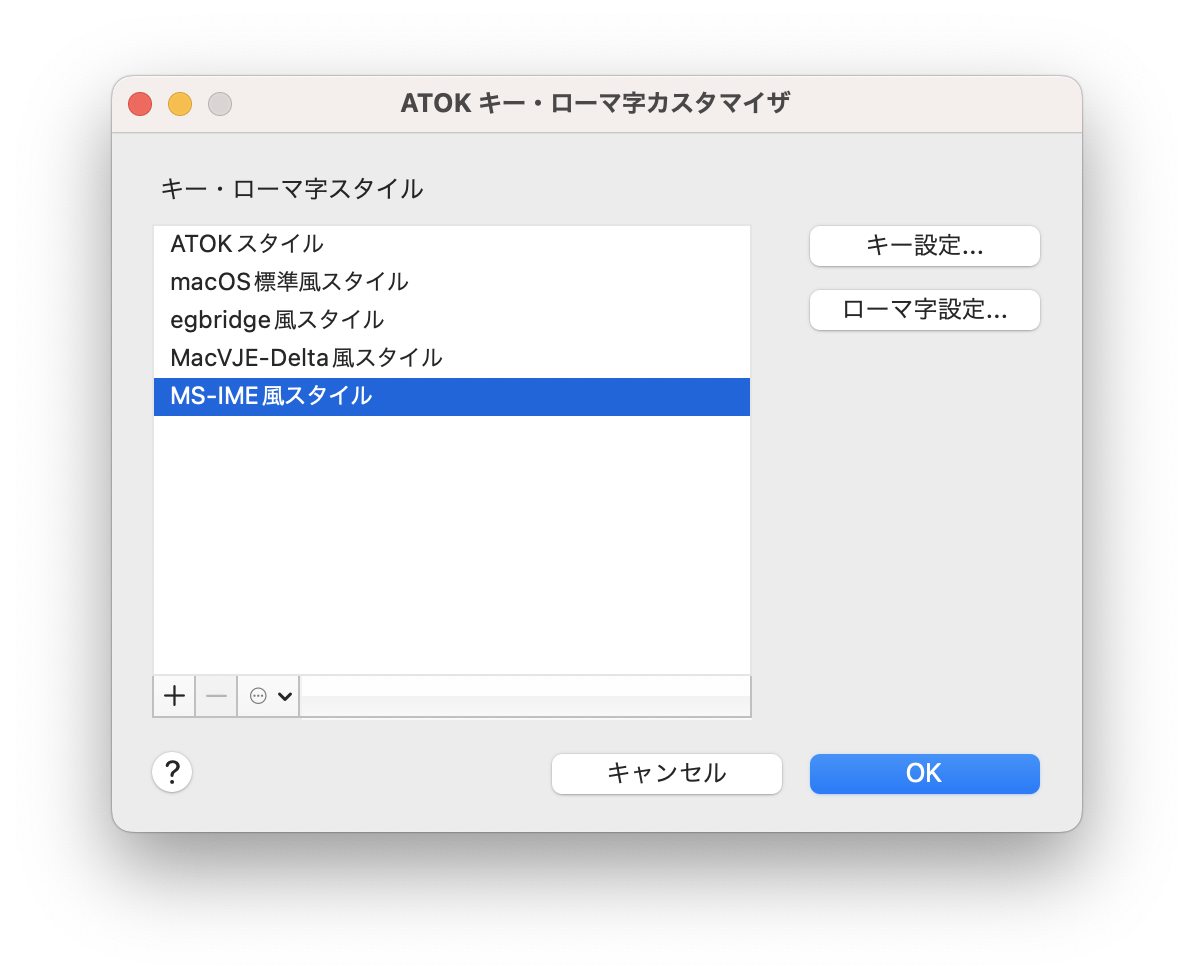 ATOK キー・ローマ字カスタマイザ
キー・ローマ字スタイル
ATOKスタイル
macOS標準風スタイル
egbridge風スタイル
MacVJE-Delta風スタイル
MS-IME風スタイル
キー設定...
ローマ字設定...
?
キャンセル
OK